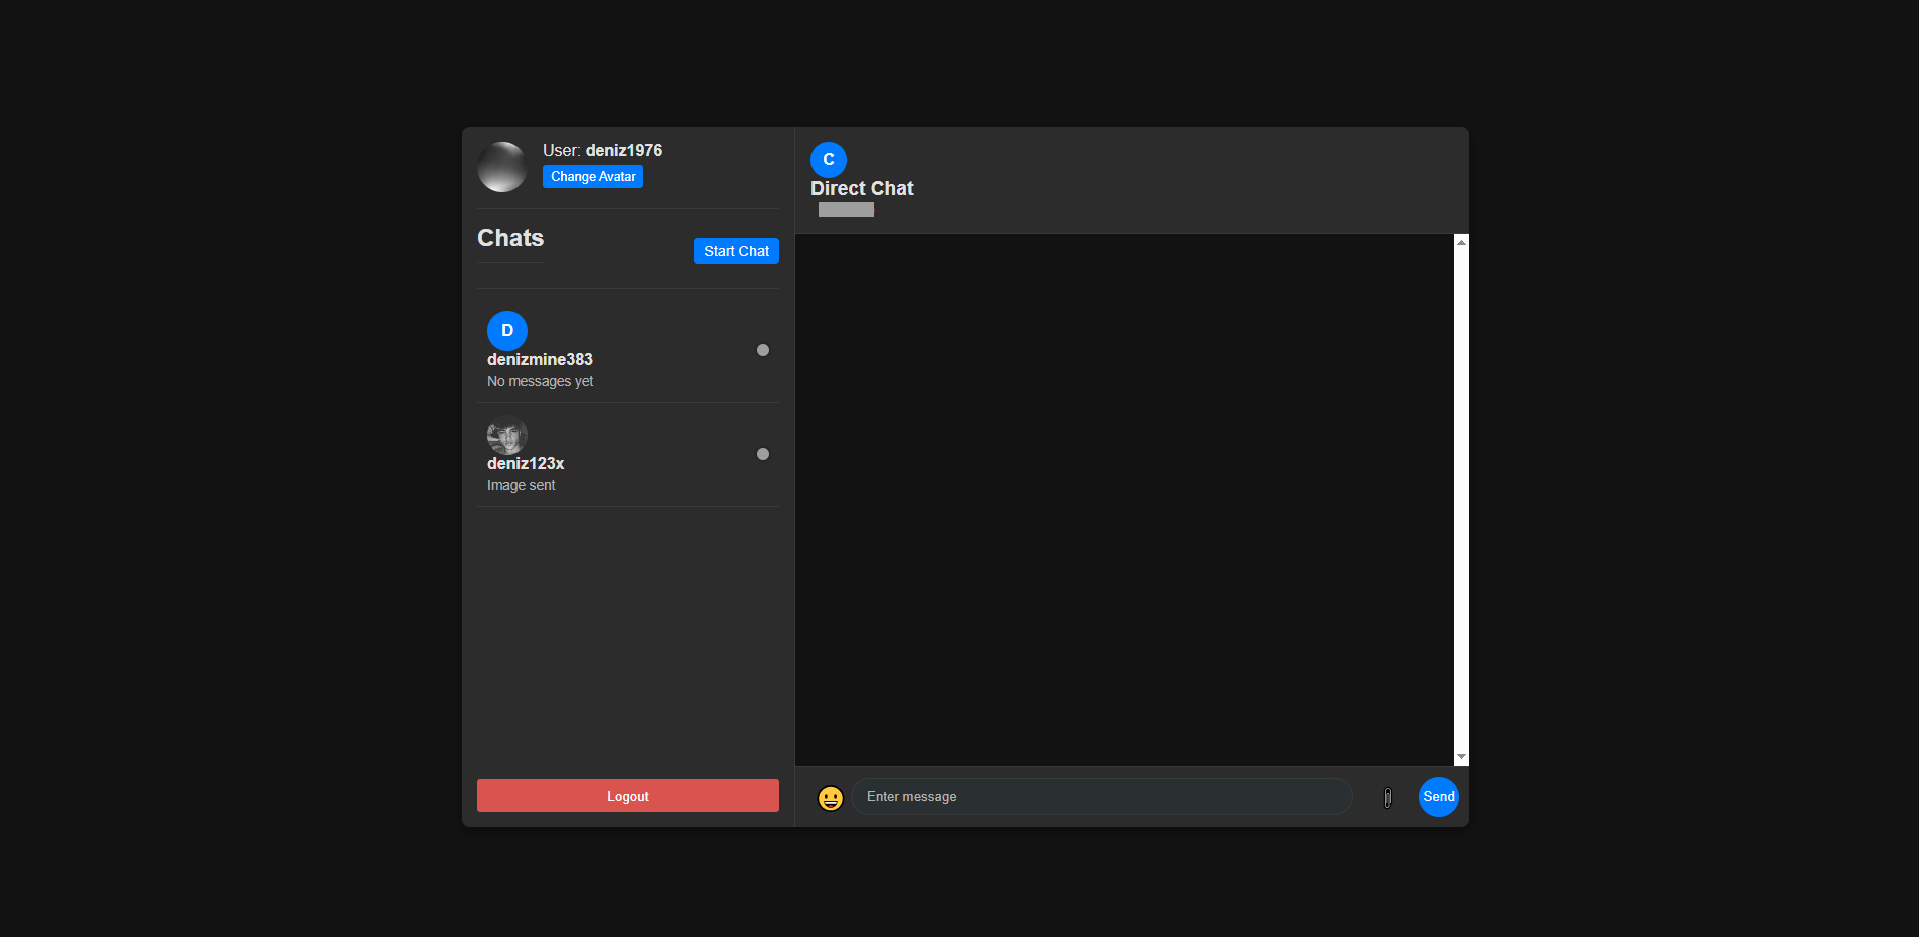 User: deniz1976
Change Avatar
Chats
Start Chat
D
denizmine383
No messages yet
deniz123x
Image sent
Logout
C
Direct Chat
Enter message
Send